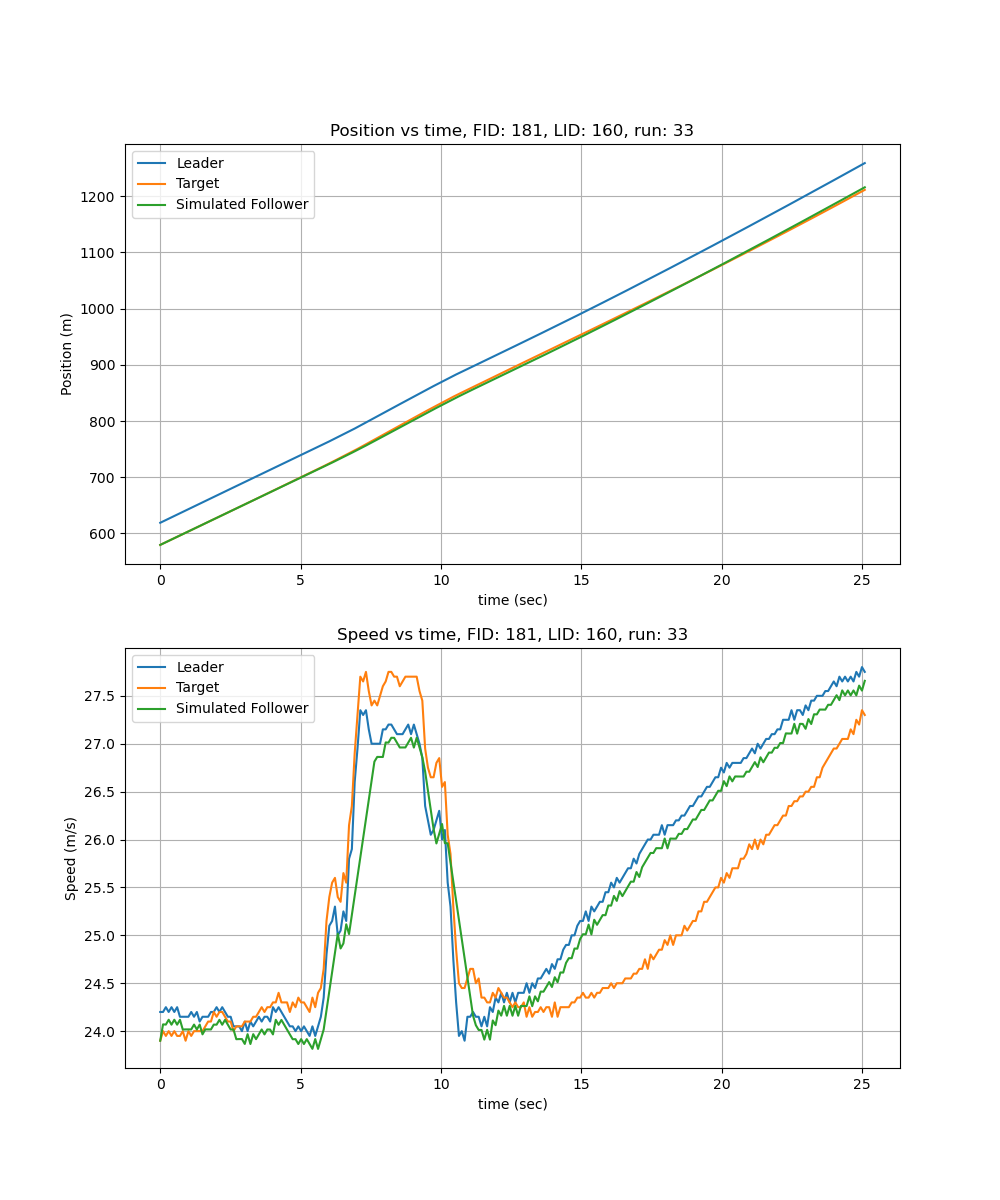 Position vs time, FID: 181, LID: 160, run: 33
Leader
Target
Simulated Follower
1200
1100
1000
900
800
700
600
Position (m)
0 5 10 15 20 25
time (sec)
Speed vs time, FID: 181, LID: 160, run: 33
Leader
Target
Simulated Follower
27.5
27.0
26.5
26.0
25.5
25.0
24.5
24.0
Speed (m/s)
0 5 10 15 20 25
time (sec)